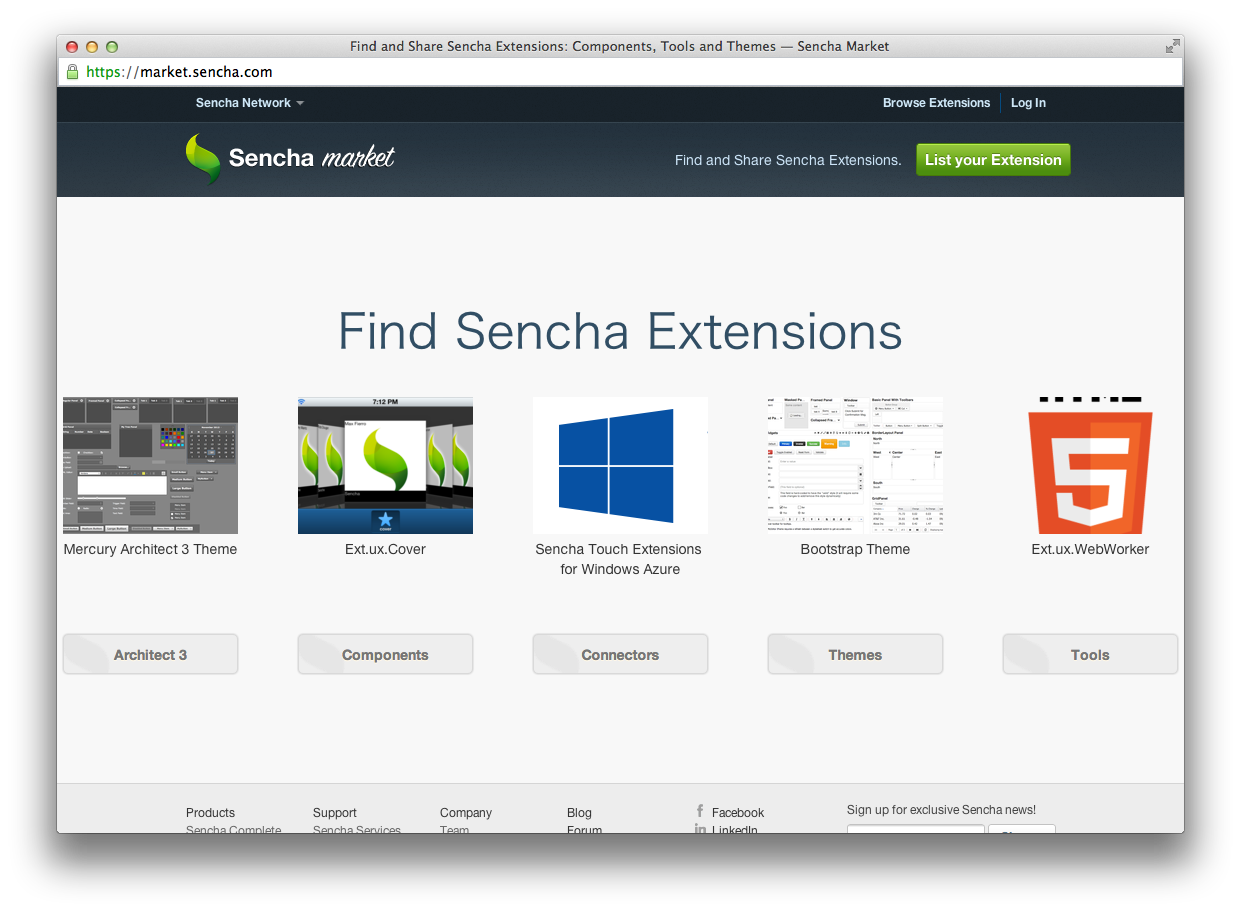 Find and Share Sencha Extensions: Components, Tools and Themes — Sencha Market
https://market.sencha.com
Sencha Network
Browse Extensions
Log In
Sencha market
Find and Share Sencha Extensions.
List your Extension
Find Sencha Extensions
7:12 PM
Sencha
Mercury Architect 3 Theme
Ext.ux.Cover
Sencha Touch Extensions
for Windows Azure
Bootstrap Theme
Ext.ux.WebWorker
Architect 3
Components
Connectors
Themes
Tools
Products
Support
Company
Blog
Facebook
Sign up for exclusive Sencha news!
Sencha Complete
Sencha Services
Team
Forum
LinkedIn